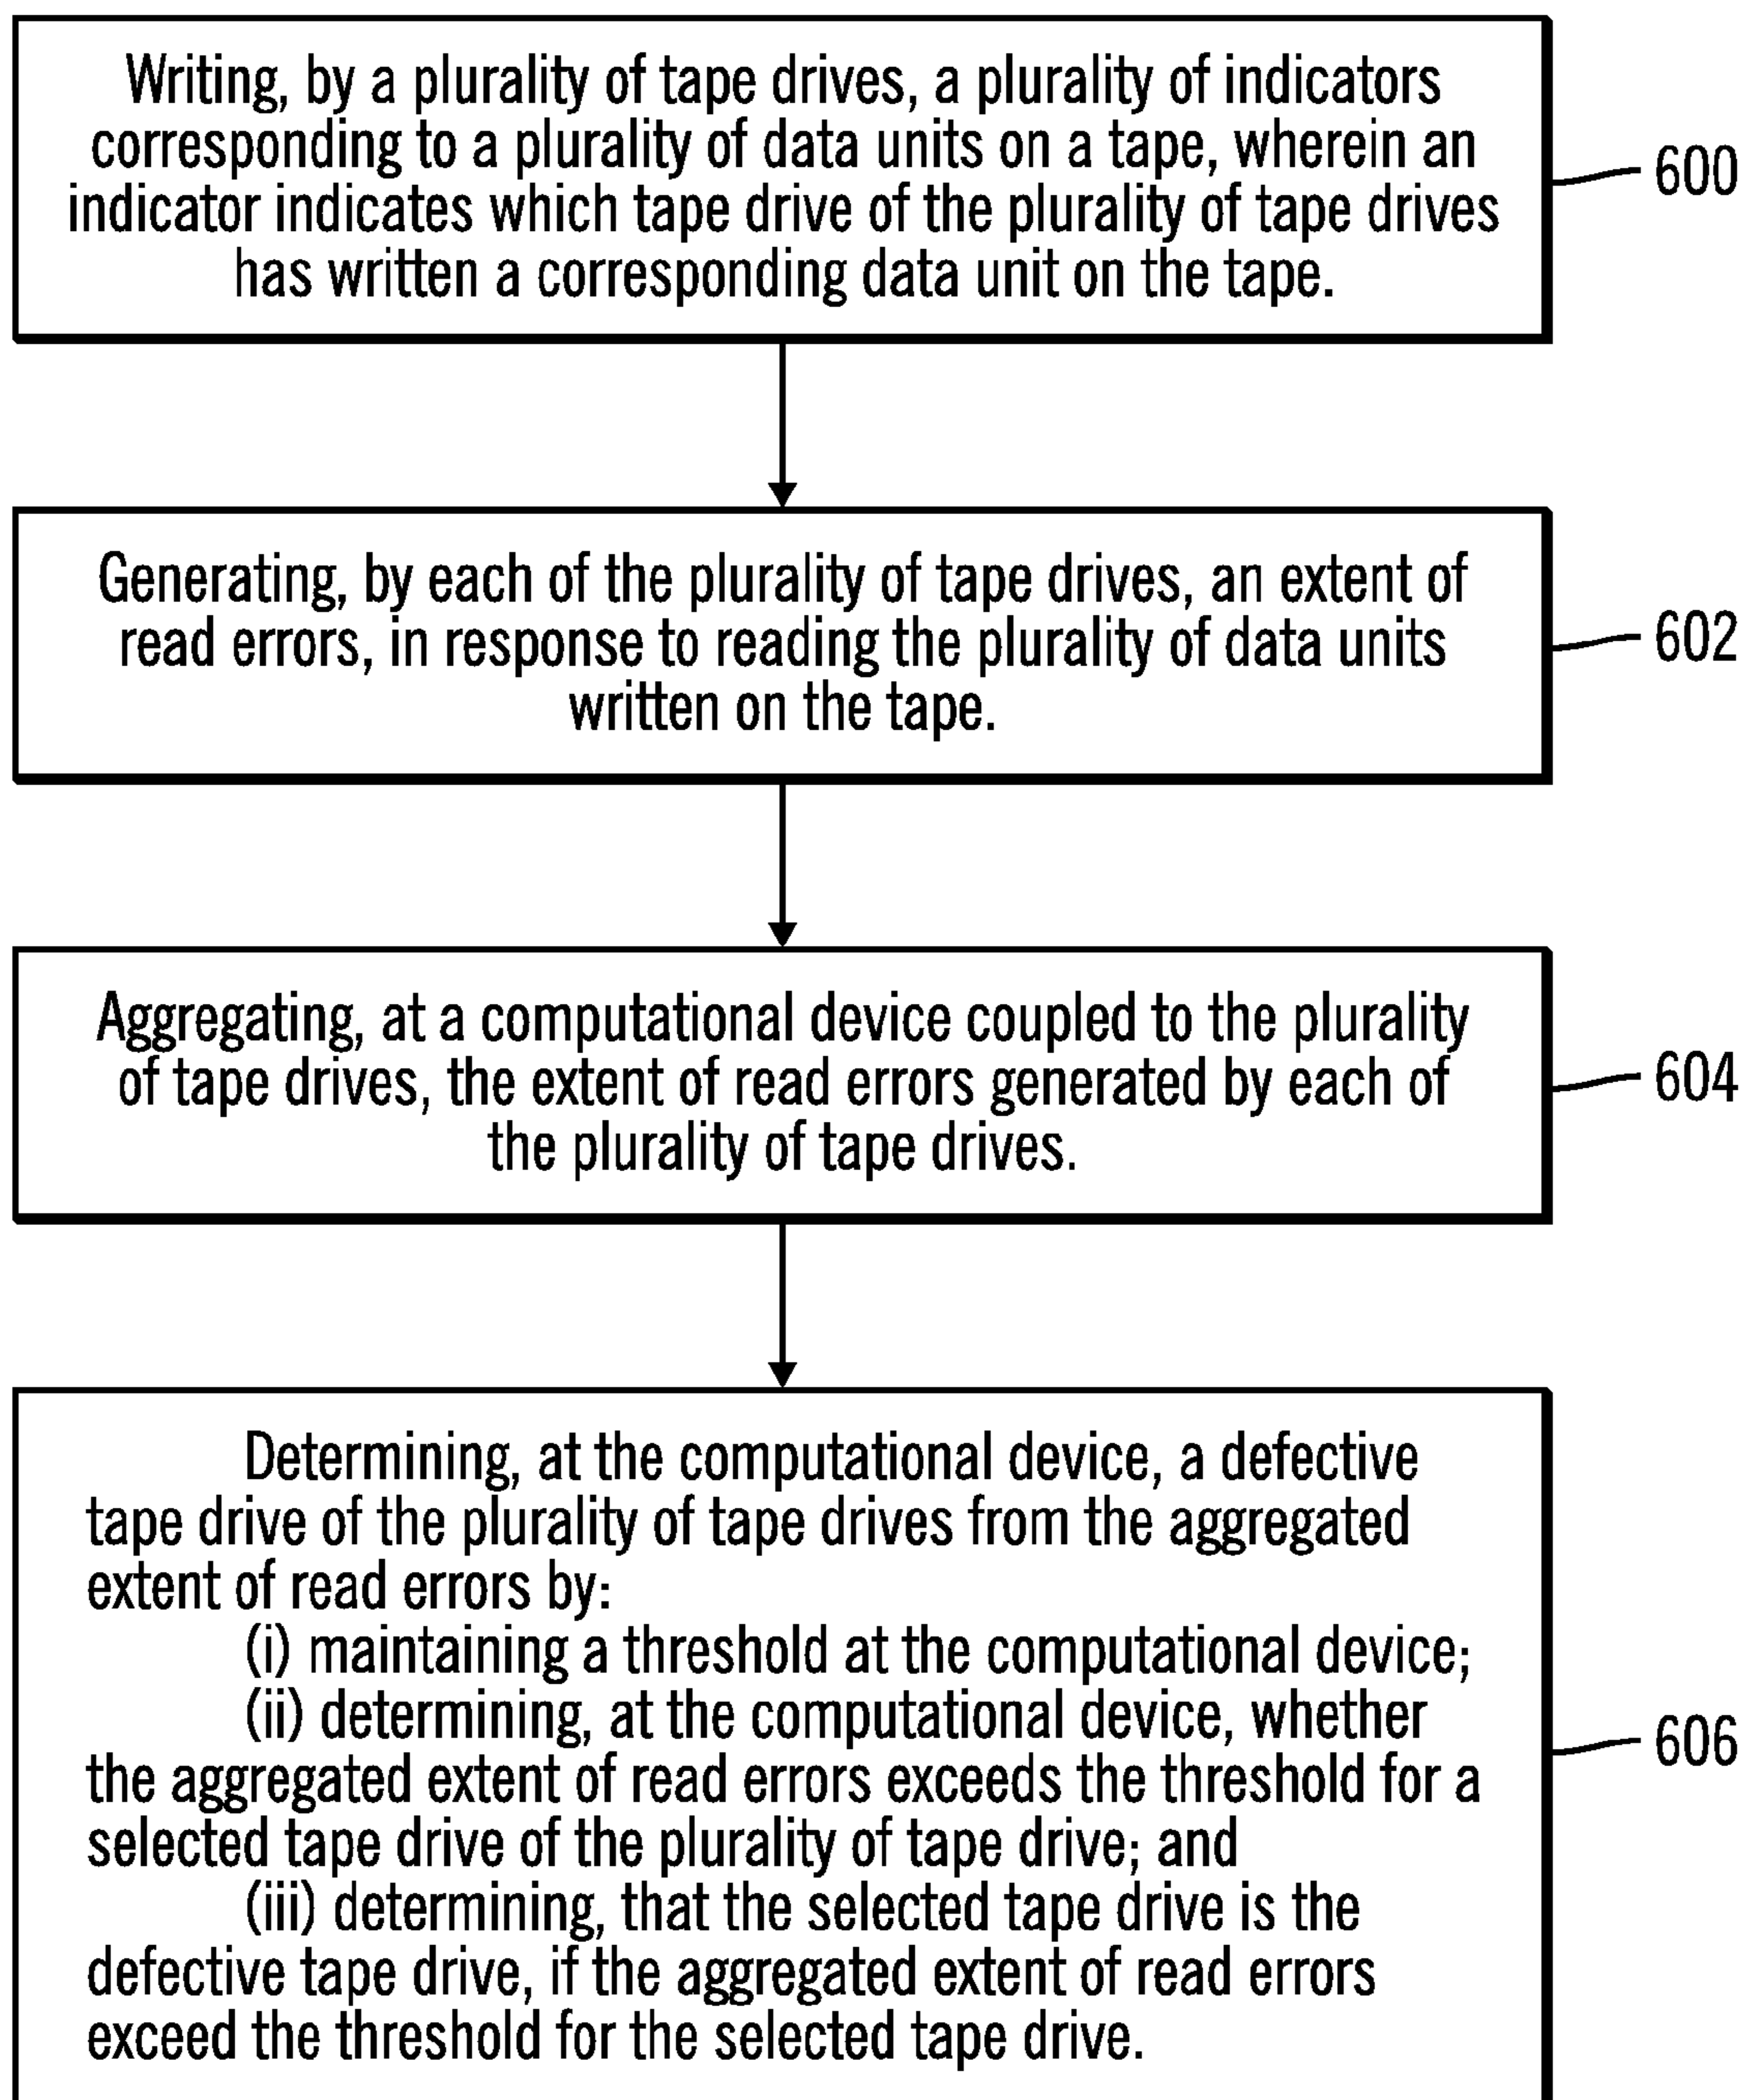 Writing, by a plurality of tape drives, a plurality of indicators
corresponding to a plurality of data units on a tape, wherein an
indicator indicates which tape drive of the plurality of tape drives
has written a corresponding data unit on the tape.
600
Generating, by each of the plurality of tape drives, an extent of
read errors, in response to reading the plurality of data units
written on the tape.
602
Aggregating, at a computational device coupled to the plurality
of tape drives, the extent of read errors generated by each of
the plurality of tape drives.
604
Determining, at the computational device, a defective
tape drive of the plurality of tape drives from the aggregated
extent of read errors by:
(i) maintaining a threshold at the computational device;
(ii) determining, at the computational device, whether
the aggregated extent of read errors exceeds the threshold for a
selected tape drive of the plurality of tape drive; and
(iii) determining, that the selected tape drive is the
defective tape drive, if the aggregated extent of read errors
exceed the threshold for the selected tape drive.
606